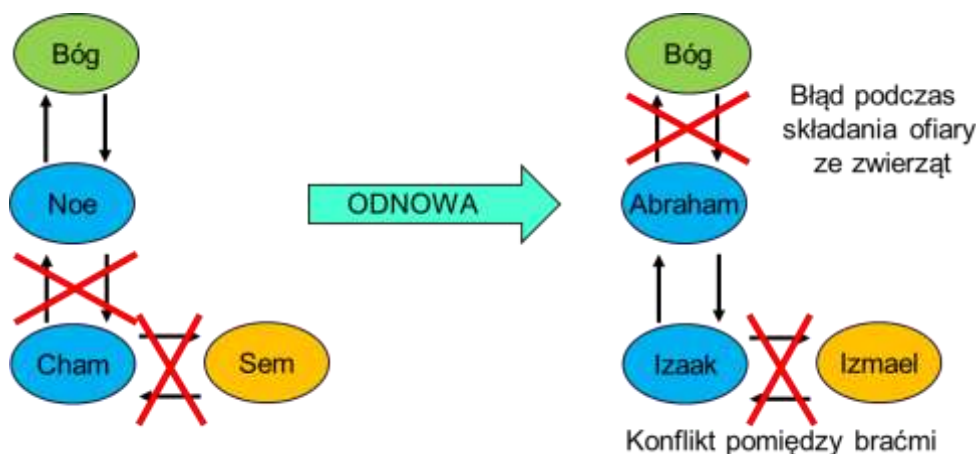 Bóg
Noe
Cham
Sem
ODNOWA
Bóg
Błąd podczas
składania ofiary
ze zwierząt
Abraham
Izaak
Izmael
Konflikt pomiędzy braćmi